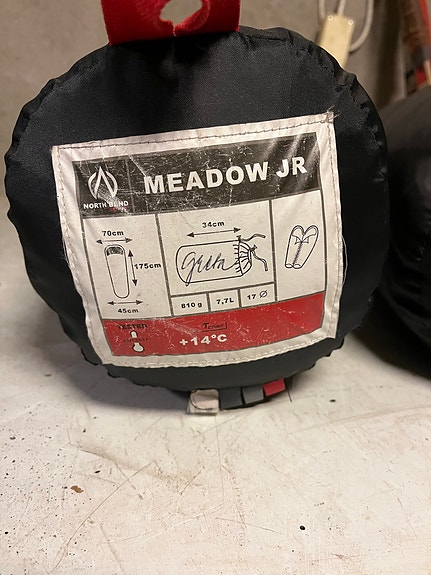 MEADOW JR
NORTH BEND
70cm
175cm
45cm
34cm
Greta
810 g
7,7L
17 Ø
TESTED
+14°C